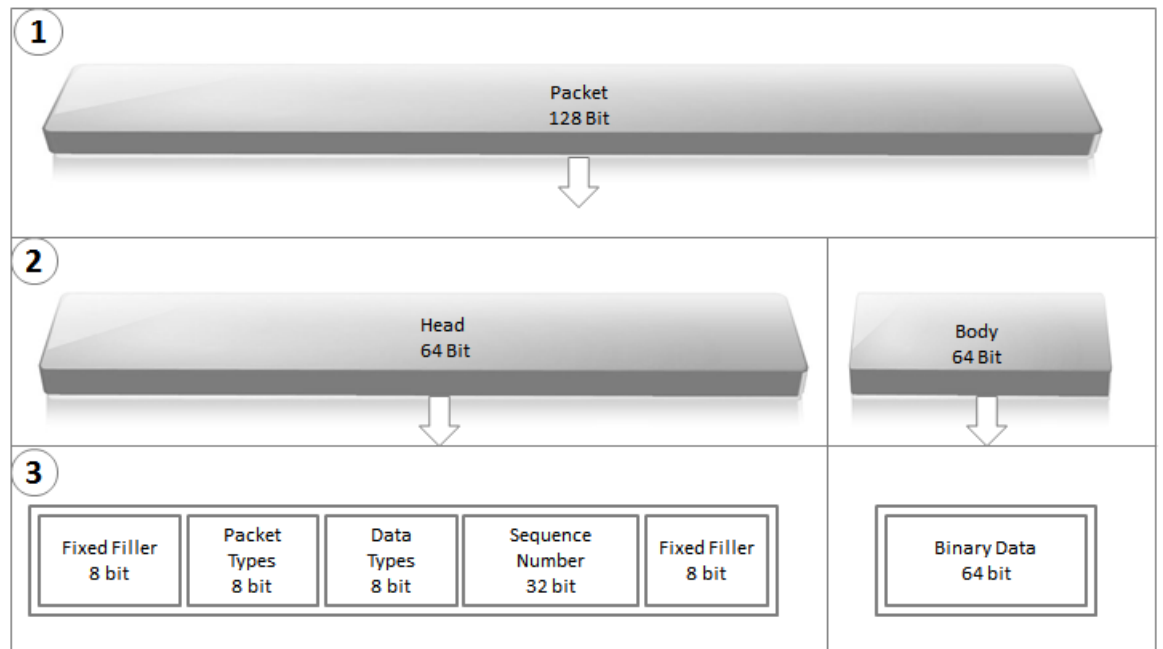 1
Packet
128 Bit
2
Head
64 Bit
Body
64 Bit
3
Fixed Filler
8 bit
Packet
Types
8 bit
Data
Types
8 bit
Sequence
Number
32 bit
Fixed Filler
8 bit
Binary Data
64 bit